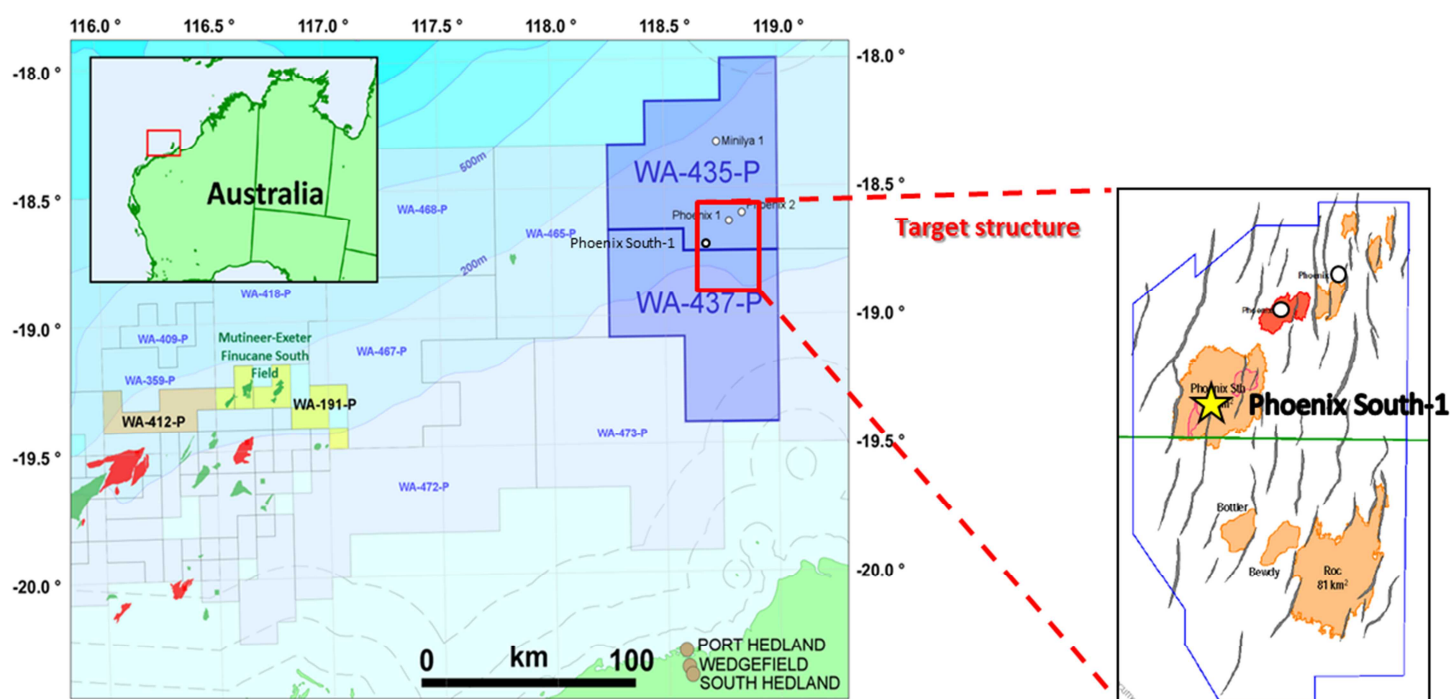 116.0 °
116.5 °
117.0 °
117.5 °
118.0 °
118.5 °
119.0 °
-18.0 °
-18.0 °
Australia
500m
Minilya 1
WA-435-P
-18.5 °
-18.5 °
WA-468-P
Phoenix 2
Phoenix 1
WA-465-P
Phoenix South-1
Target structure
200m
WA-418-P
WA-437-P
-19.0 °
-19.0 °
WA-409-P
Mutineer-Exeter
Finucane South
Field
WA-467-P
WA-359-P
WA-412-P
WA-191-P
WA-473-P
-19.5 °
-19.5 °
WA-472-P
-20.0 °
-20.0 °
0 km 100
PORT HEDLAND
WEDGEFIELD
SOUTH HEDLAND
Phoenix
Phoenix Sth
Phoenix South-1
Bottler
Bewdy
Roc
81 km²